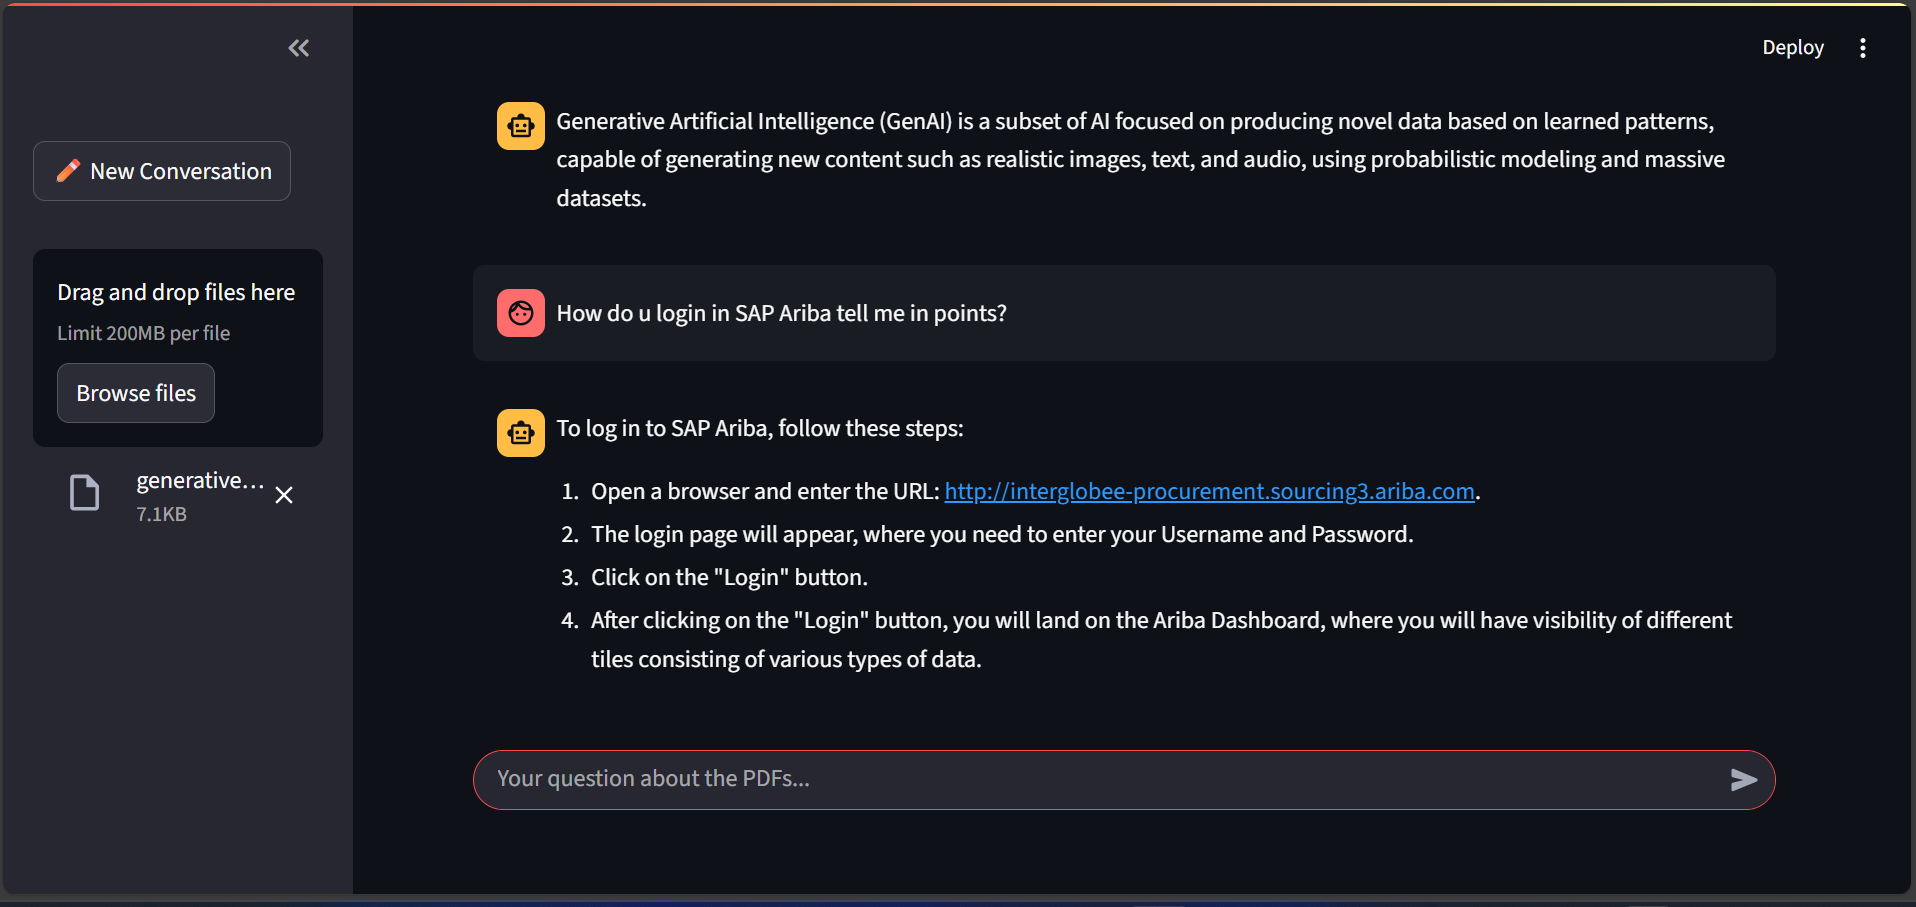 Deploy
New Conversation
Drag and drop files here
Limit 200MB per file
Browse files
generative...
7.1KB
Generative Artificial Intelligence (GenAI) is a subset of AI focused on producing novel data based on learned patterns,
capable of generating new content such as realistic images, text, and audio, using probabilistic modeling and massive
datasets.
How do u login in SAP Ariba tell me in points?
To log in to SAP Ariba, follow these steps:
1. Open a browser and enter the URL: http://interglobee-procurement.sourcing3.ariba.com.
2. The login page will appear, where you need to enter your Username and Password.
3. Click on the "Login" button.
4. After clicking on the "Login" button, you will land on the Ariba Dashboard, where you will have visibility of different
tiles consisting of various types of data.
Your question about the PDFs...